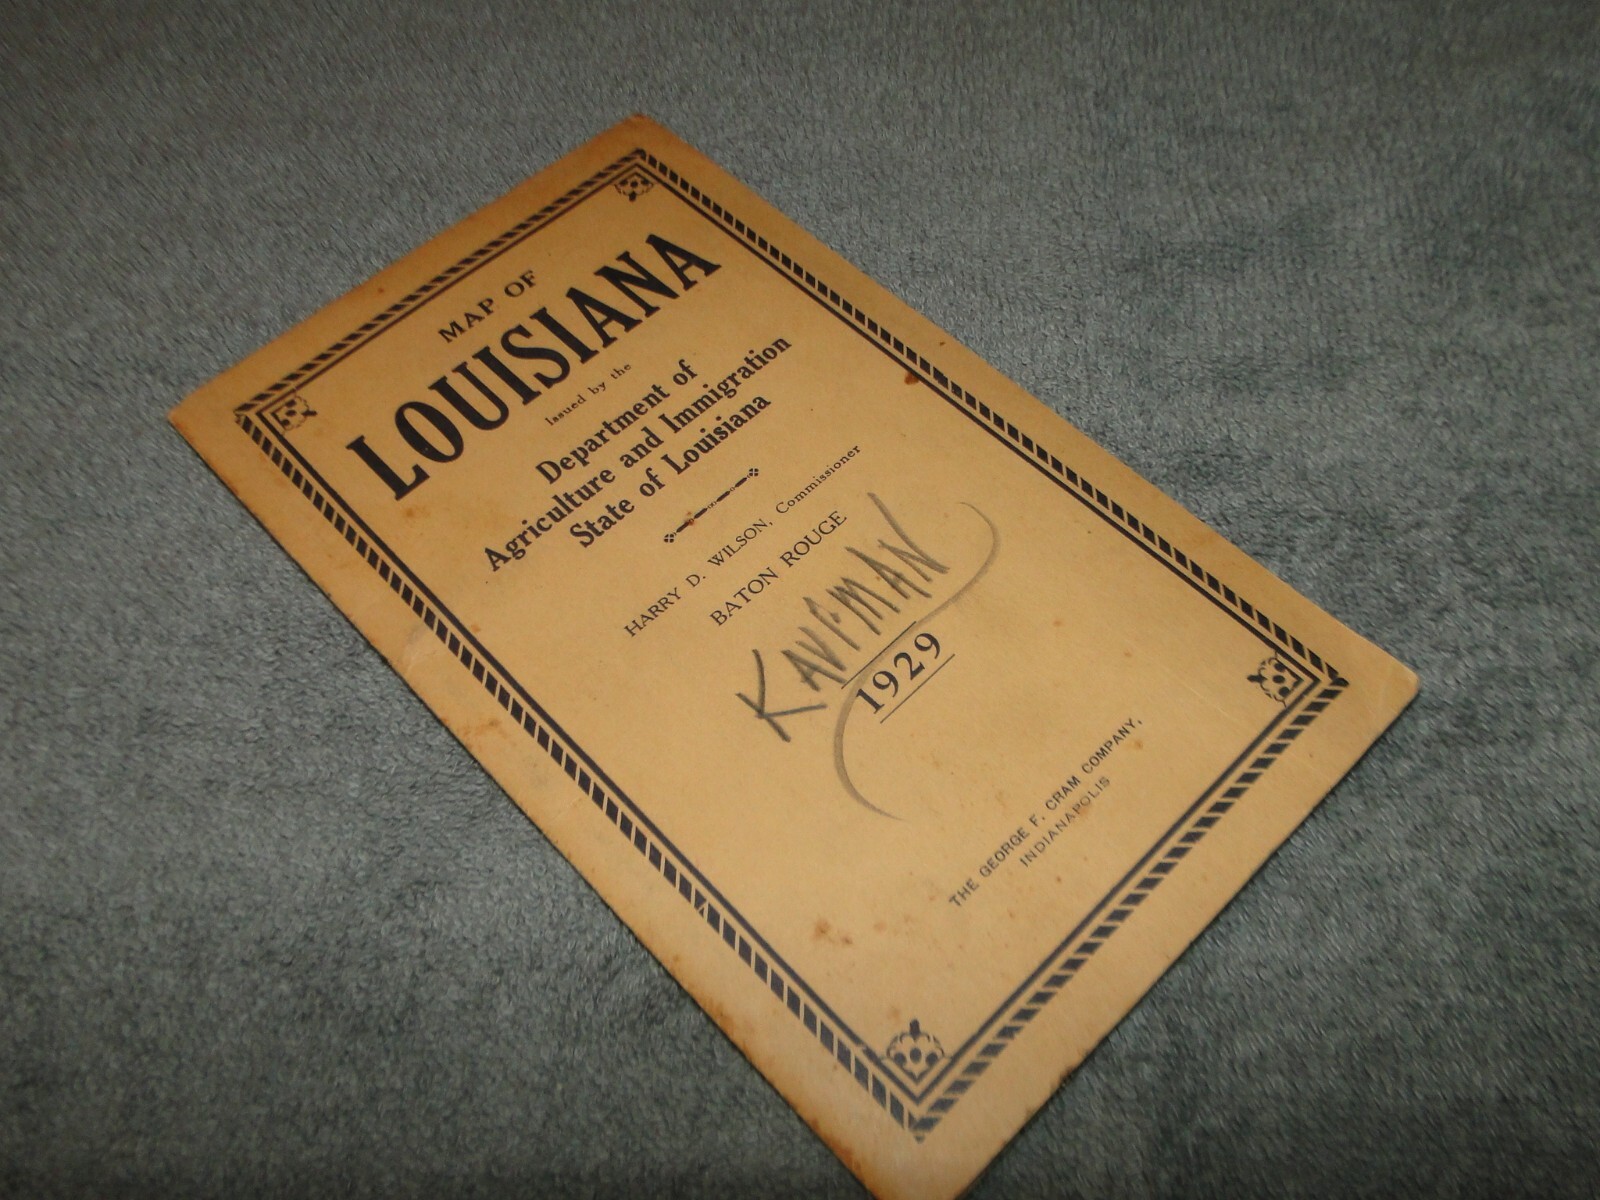 MAP OF
LOUISIANA
Issued by the
Department of
Agriculture and Immigration
State of Louisiana
HARRY D. WILSON, Commissioner
BATON ROUGE
KAUFMAN
1929
THE GEORGE F. CRAM COMPANY,
INDIANAPOLIS